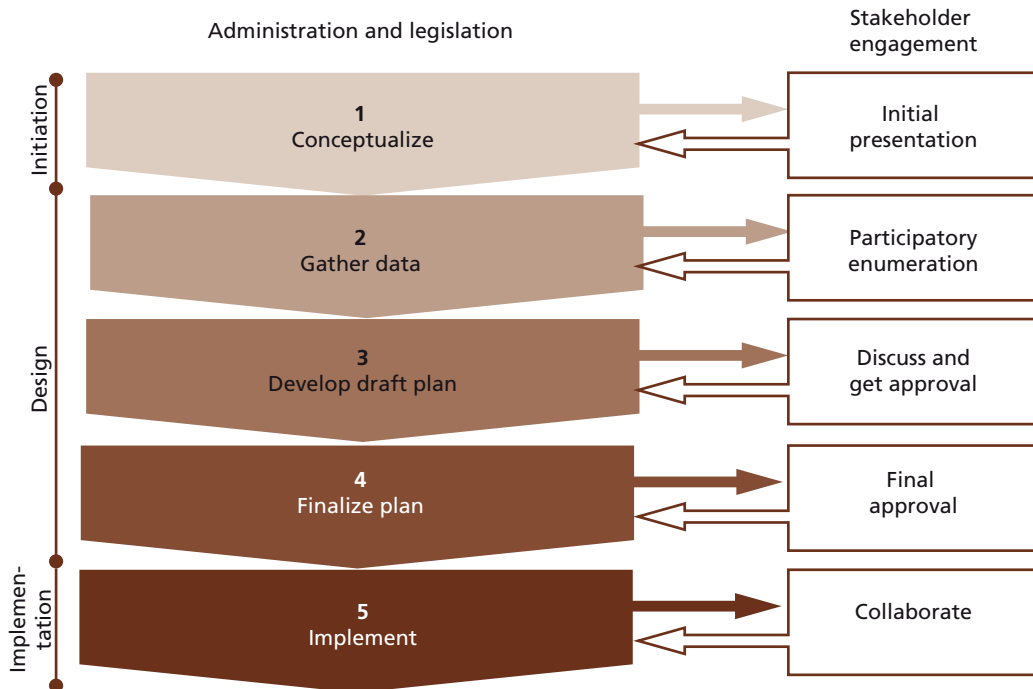 Administration and legislation
Stakeholder
engagement
Initiation
1
Conceptualize
Initial
presentation
Design
2
Gather data
Participatory
enumeration
3
Develop draft plan
Discuss and
get approval
4
Finalize plan
Final
approval
Implemen-
tation
5
Implement
Collaborate